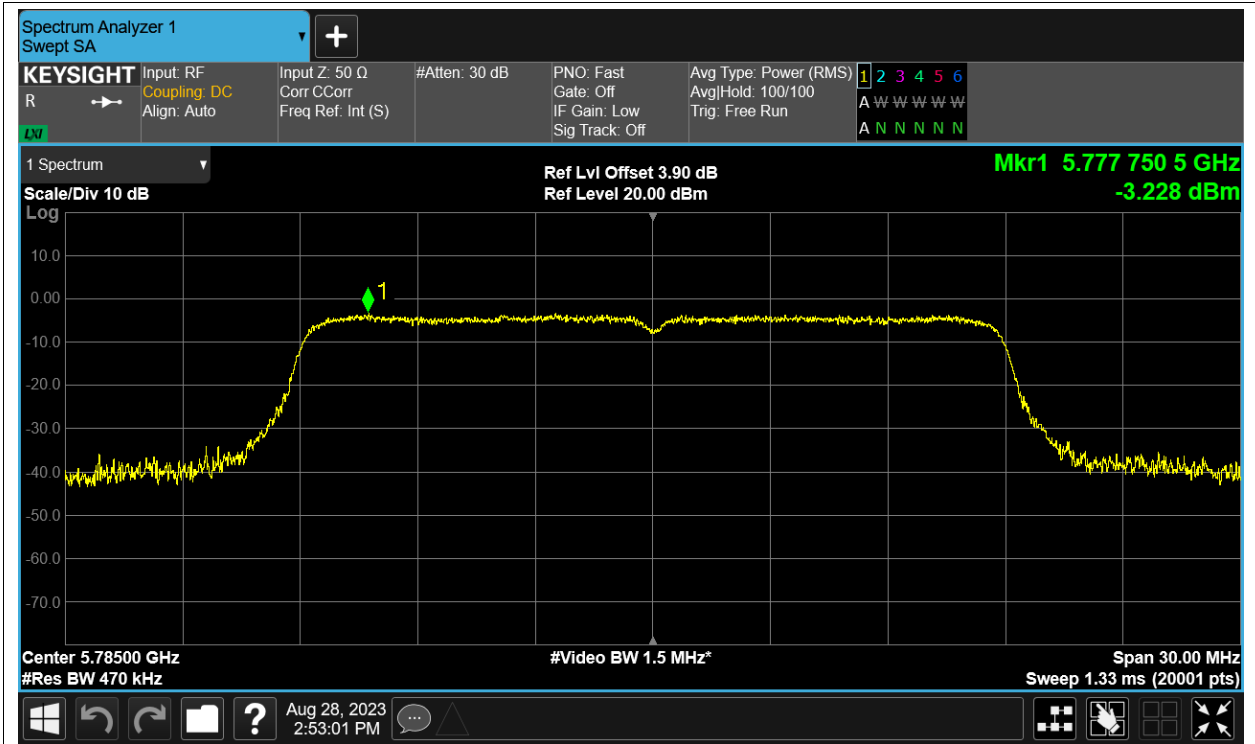 Spectrum Analyzer 1
Swept SA
KEYSIGHT
R
LXI
Input: RF
Coupling: DC
Align: Auto
Input Z: 50 Ω
Corr CCorr
Freq Ref: Int (S)
#Atten: 30 dB
PNO: Fast
Gate: Off
IF Gain: Low
Sig Track: Off
Avg Type: Power (RMS)
Avg|Hold: 100/100
Trig: Free Run
1 2 3 4 5 6
A W W W W W
A N N N N N
1 Spectrum
Scale/Div 10 dB
Log
Ref Lvl Offset 3.90 dB
Ref Level 20.00 dBm
Mkr1 5.777 750 5 GHz
-3.228 dBm
10.0
0.00
1
-10.0
-20.0
-30.0
-40.0
-50.0
-60.0
-70.0
Center 5.78500 GHz
#Res BW 470 kHz
#Video BW 1.5 MHz*
Span 30.00 MHz
Sweep 1.33 ms (20001 pts)
?
Aug 28, 2023
2:53:01 PM